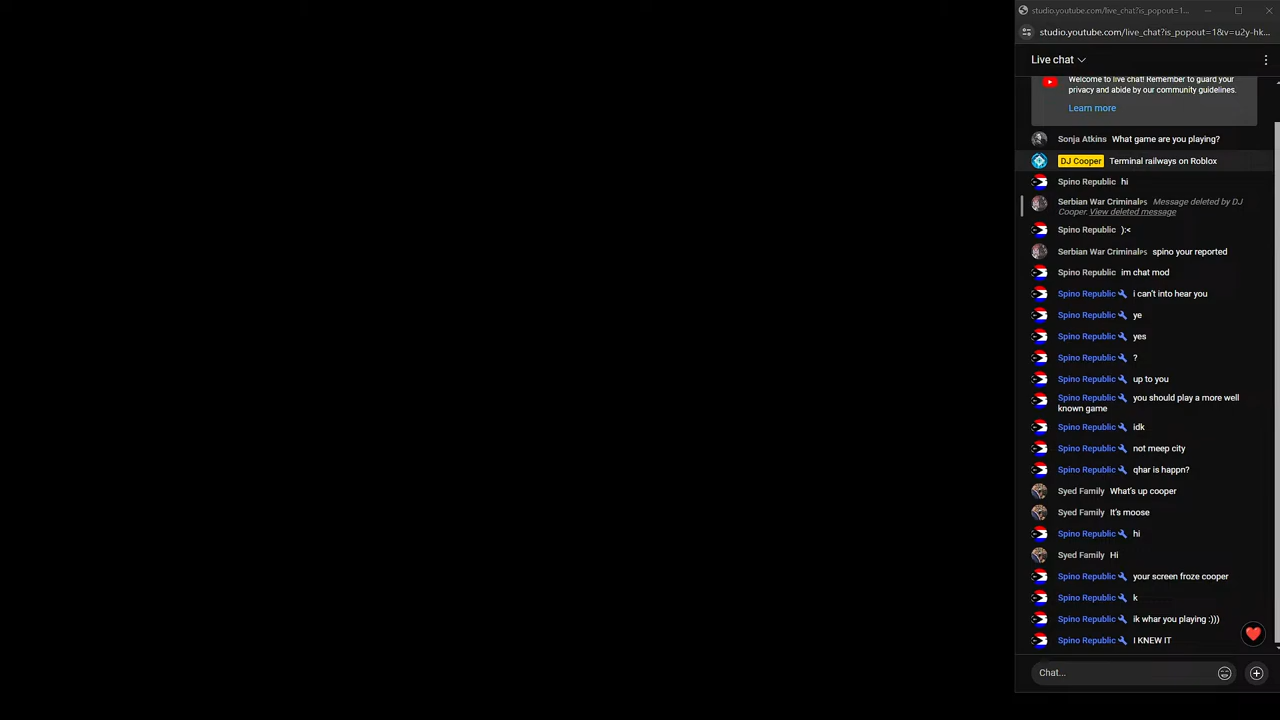 studio.youtube.com/live_chat?is_popout=1...
studio.youtube.com/live_chat?is_popout=1&v=u2y-hk...
Live chat
Welcome to live chat! Remember to guard your
privacy and abide by our community guidelines.
Learn more
Sonja Atkins What game are you playing?
DJ Cooper Terminal railways on Roblox
Spino Republic hi
Serbian War Criminalፆs Message deleted by DJ
Cooper. View deleted message
Spino Republic ):<
Serbian War Criminalፆs spino your reported
Spino Republic im chat mod
Spino Republic i can't into hear you
Spino Republic ye
Spino Republic yes
Spino Republic ?
Spino Republic up to you
Spino Republic you should play a more well
known game
Spino Republic idk
Spino Republic not meep city
Spino Republic qhar is happn?
Syed Family What's up cooper
Syed Family It's moose
Spino Republic hi
Syed Family Hi
Spino Republic your screen froze cooper
Spino Republic k
Spino Republic ik whar you playing :)))
Spino Republic I KNEW IT
Chat...